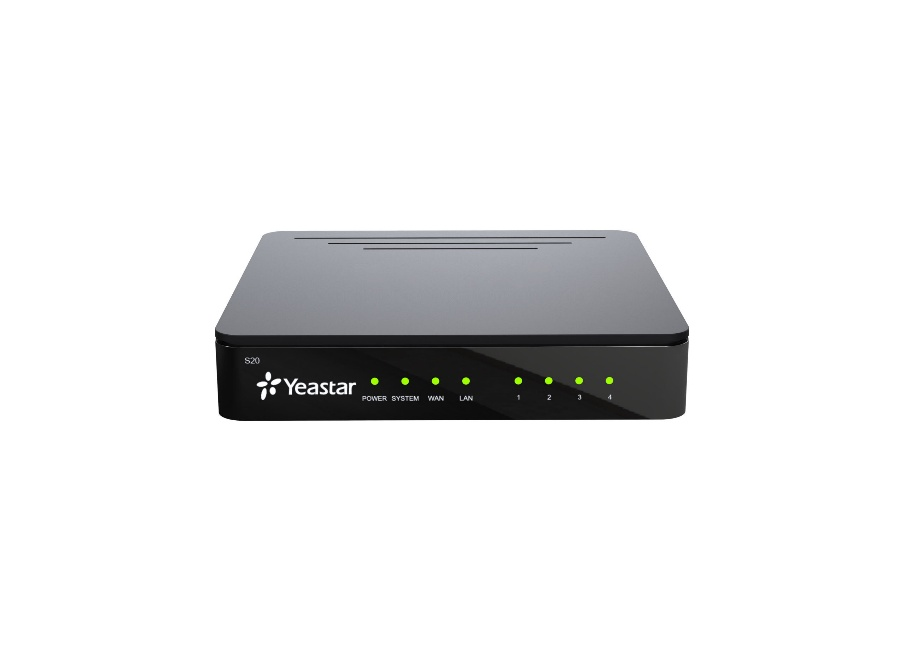 S20
Yeastar
POWER SYSTEM WAN LAN 1 2 3 4